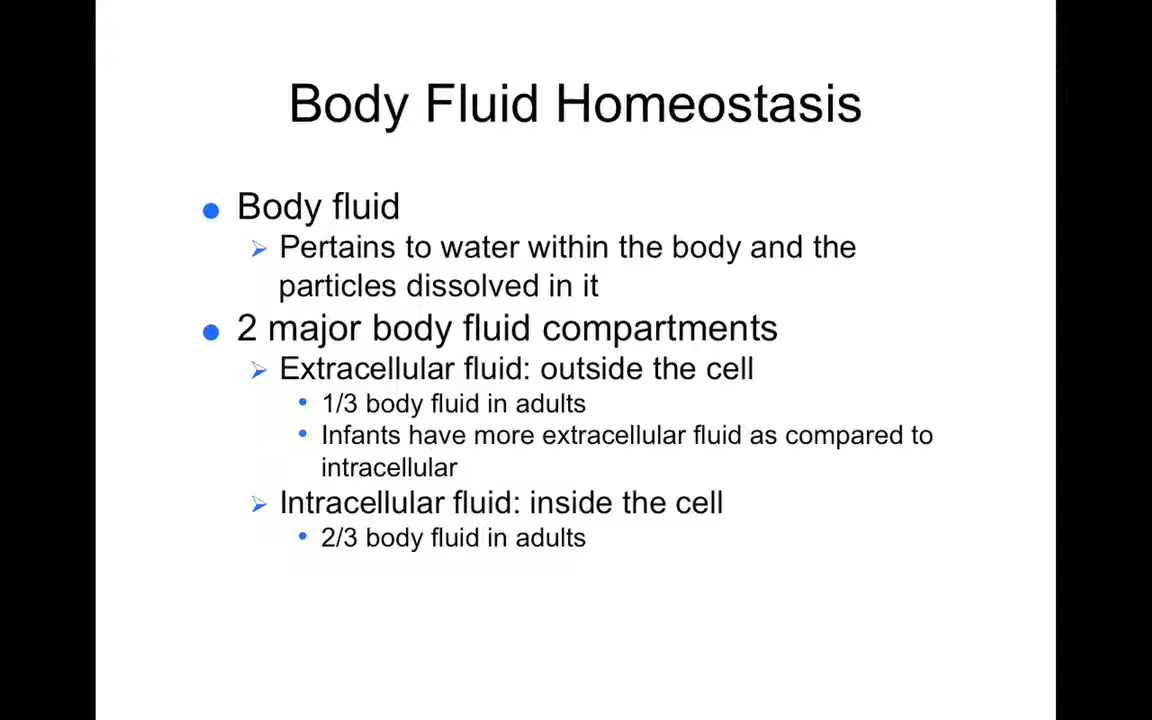 Body Fluid Homeostasis
Body fluid
Pertains to water within the body and the
particles dissolved in it
2 major body fluid compartments
Extracellular fluid: outside the cell
1/3 body fluid in adults
Infants have more extracellular fluid as compared to
intracellular
Intracellular fluid: inside the cell
2/3 body fluid in adults